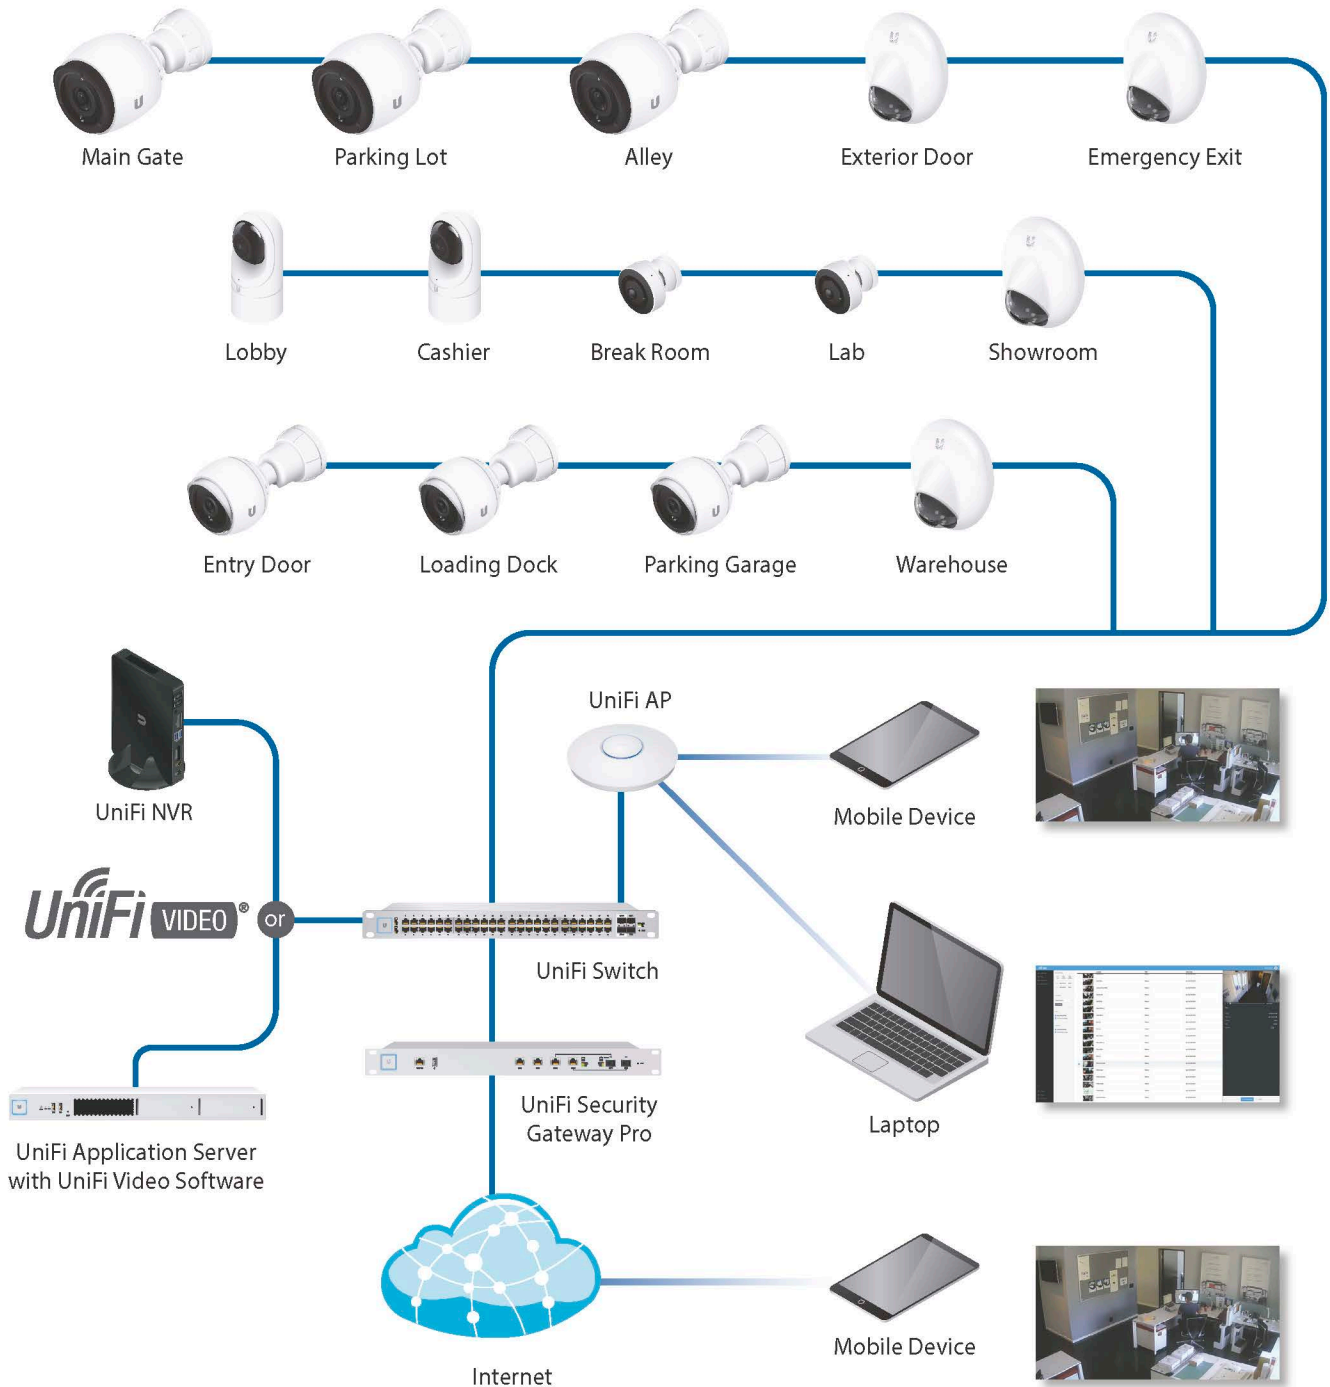 Main Gate
Parking Lot
Alley
Exterior Door
Emergency Exit
Lobby
Cashier
Break Room
Lab
Showroom
Entry Door
Loading Dock
Parking Garage
Warehouse
UniFi NVR
UniFi AP
Mobile Device
UniFi VIDEO® or
UniFi Switch
UniFi Security
Gateway Pro
Laptop
UniFi Application Server
with UniFi Video Software
Internet
Mobile Device